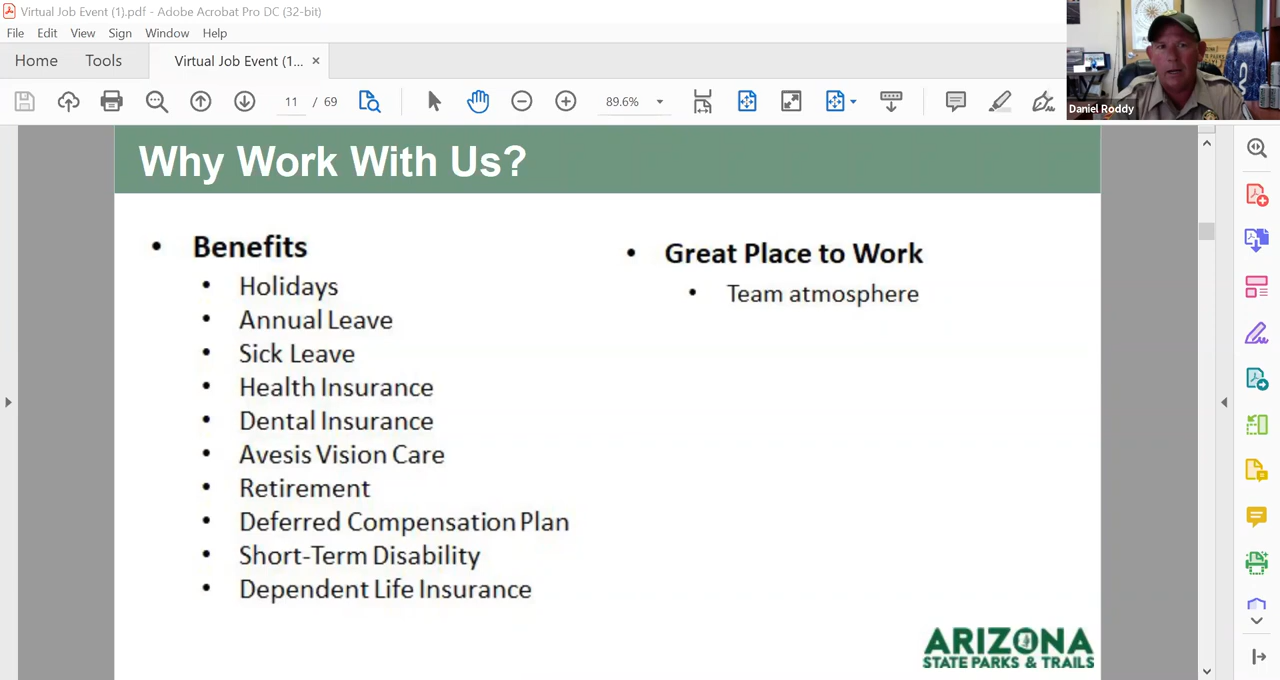 Virtual Job Event (1).pdf - Adobe Acrobat Pro DC (32-bit)
File Edit View Sign Window Help
Home Tools Virtual Job Event (1... ×
11 / 69 89.6%
Daniel Roddy
Why Work With Us?
• Benefits
• Holidays
• Annual Leave
• Sick Leave
• Health Insurance
• Dental Insurance
• Avesis Vision Care
• Retirement
• Deferred Compensation Plan
• Short-Term Disability
• Dependent Life Insurance
• Great Place to Work
• Team atmosphere
ARIZONA
STATE PARKS & TRAILS